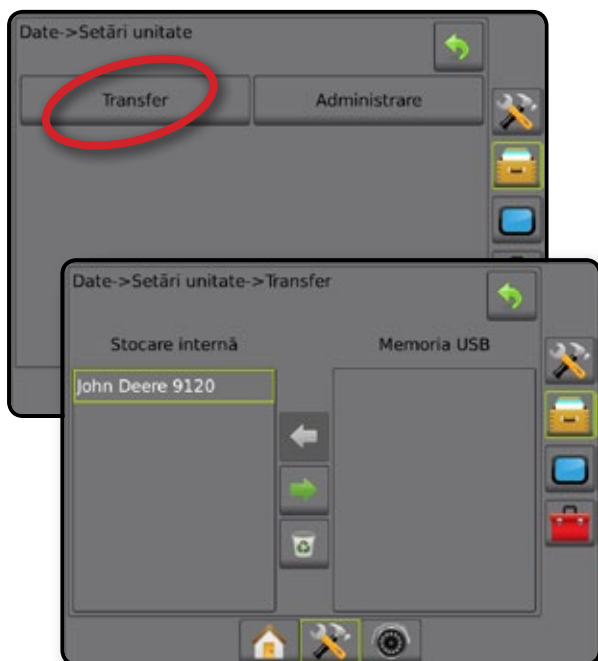 Date->Setări unitate
Transfer
Administrare
Date->Setări unitate->Transfer
Stocare internă
Memoria USB
John Deere 9120